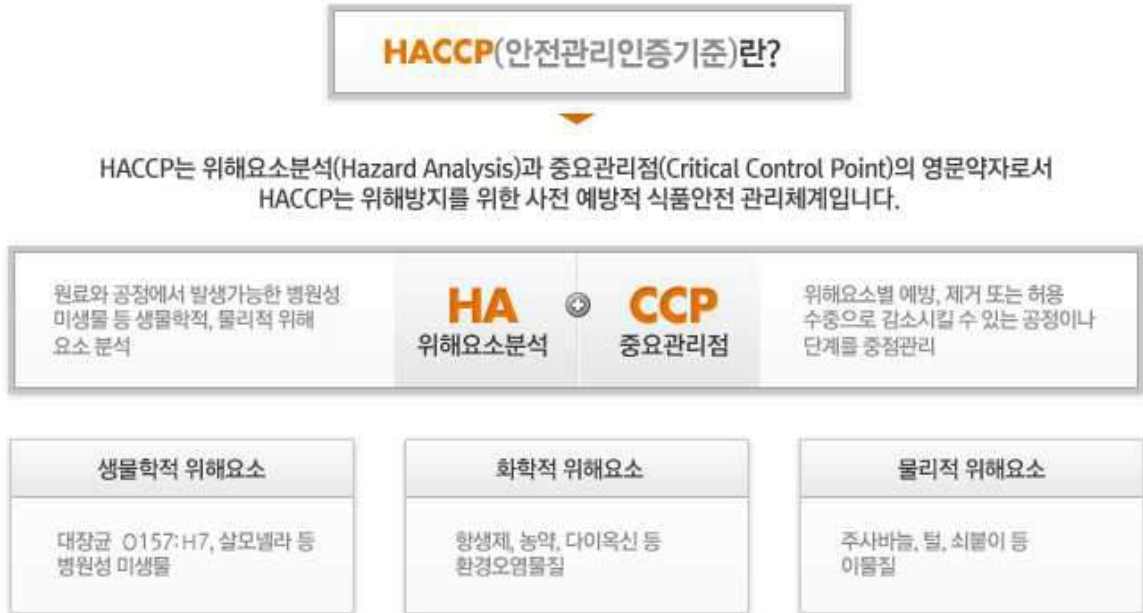 HACCP(안전관리인증기준)란?
HACCP는 위해요소분석(Hazard Analysis)과 중요관리점(Critical Control Point)의 영문약자로서
HACCP는 위해방지를 위한 사전 예방적 식품안전 관리체계입니다.
원료와 공정에서 발생가능한 병원성
미생물 등 생물학적, 물리적 위해
요소 분석
HA
위해요소분석
CCP
중요관리점
위해요소별 예방, 제거 또는 허용
수중으로 감소시킬 수 있는 공정이나
단계를 중점관리
생물학적 위해요소
대장균 O157:H7, 살모넬라 등
병원성 미생물
화학적 위해요소
항생제, 농약, 다이옥신 등
환경오염물질
물리적 위해요소
주사바늘, 털, 쇠붙이 등
이물질